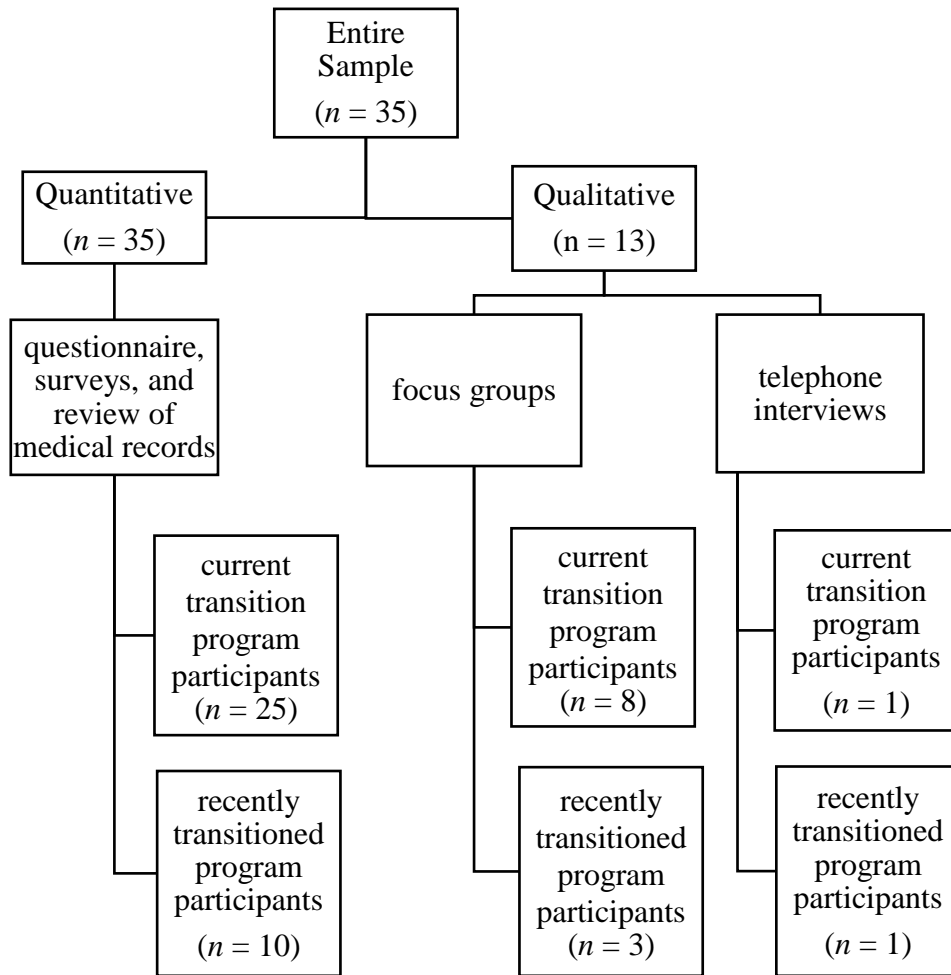 Entire
Sample
(n = 35)
Quantitative
(n = 35)
Qualitative
(n = 13)
questionnaire,
surveys, and
review of
medical records
focus groups
telephone
interviews
current
transition
program
participants
(n = 25)
current
transition
program
participants
(n = 8)
current
transition
program
participants
(n = 1)
recently
transitioned
program
participants
(n = 10)
recently
transitioned
program
participants
(n = 3)
recently
transitioned
program
participants
(n = 1)